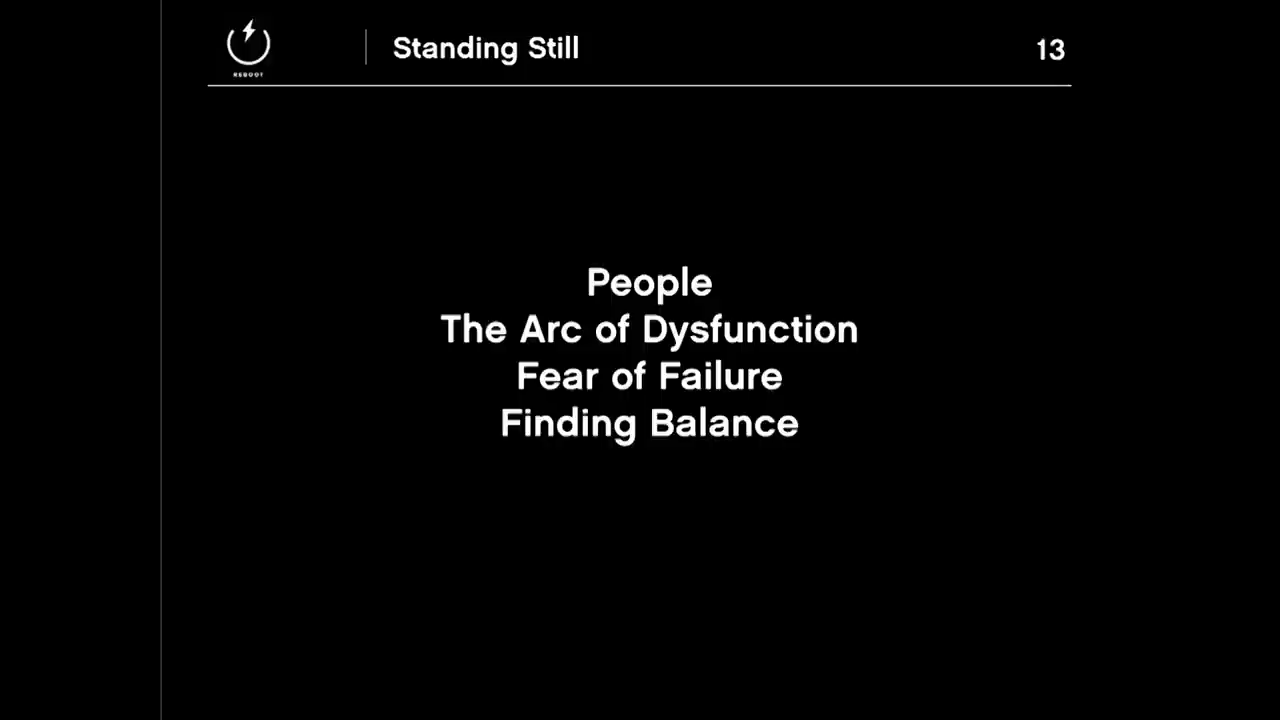 REBOOT
Standing Still
13
People
The Arc of Dysfunction
Fear of Failure
Finding Balance